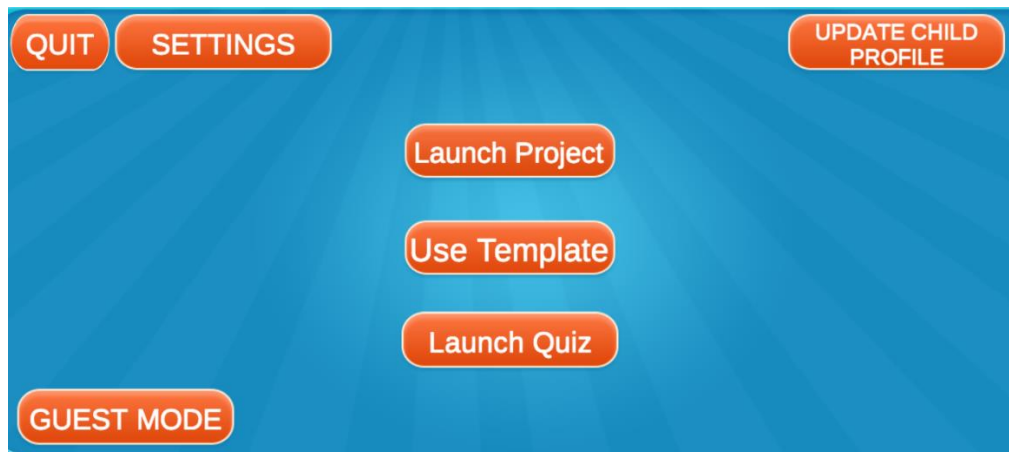 QUIT
SETTINGS
UPDATE CHILD
PROFILE
Launch Project
Use Template
Launch Quiz
GUEST MODE